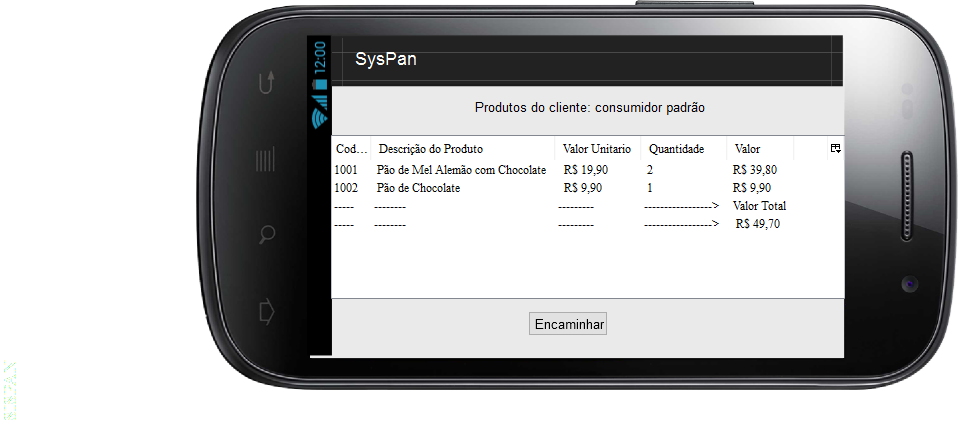 12:00
SysPan
Produtos do cliente: consumidor padrão
Cod... Descrição do Produto Valor Unitario Quantidade Valor
1001 Pão de Mel Alemão com Chocolate R$ 19,90 2 R$ 39,80
1002 Pão de Chocolate R$ 9,90 1 R$ 9,90
----- -------- --------- -----------------> Valor Total
----- -------- --------- -----------------> R$ 49,70
Encaminhar